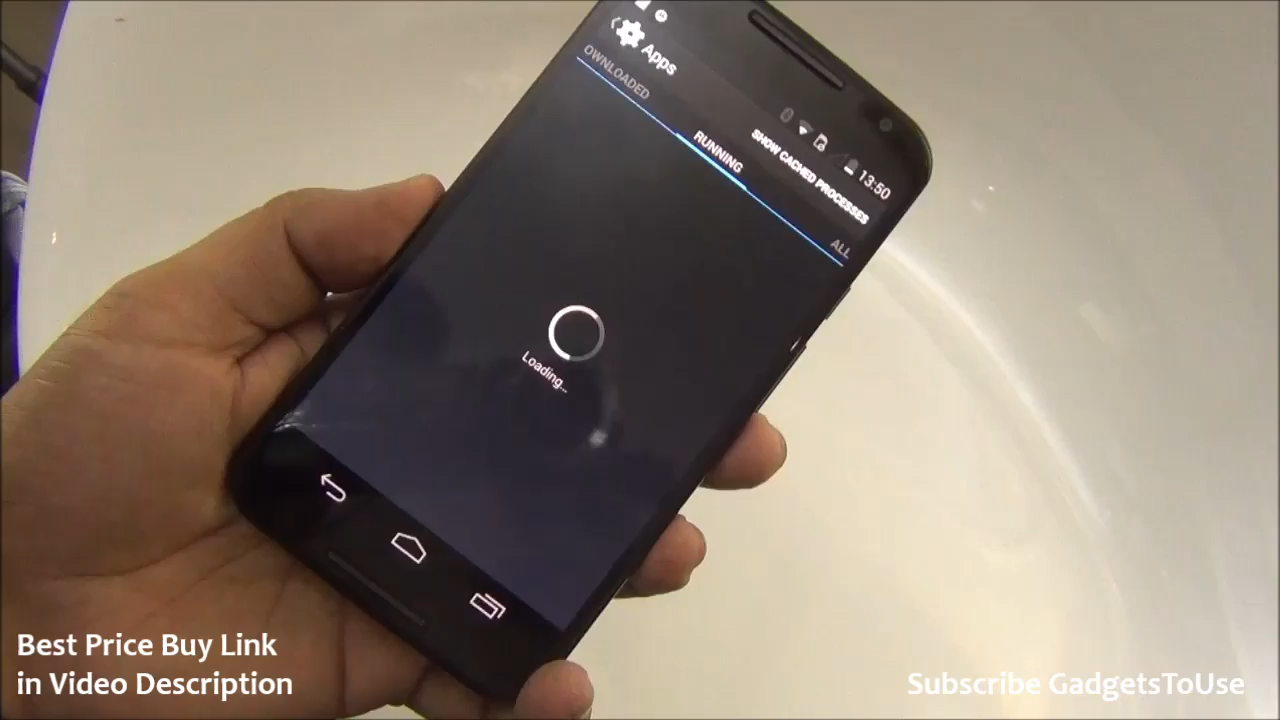 13:50
Apps
SHOW CACHED PROCESSES
OWNLOADED
RUNNING
ALL
Loading...
Best Price Buy Link
in Video Description
Subscribe GadgetsToUse